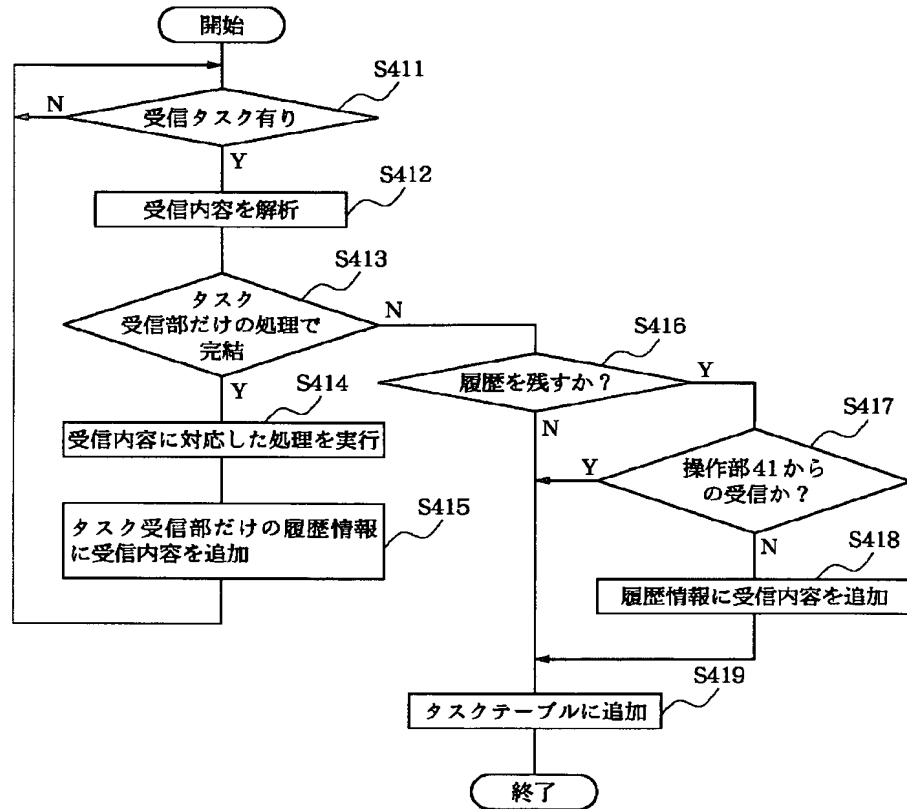 開始
S411
N
受信タスク有り
Y
S412
受信内容を解析
S413
タスク
受信部だけの処理で
完結
N
Y
S414
受信内容に対応した処理を実行
S415
タスク受信部だけの履歴情報
に受信内容を追加
S416
履歴を残すか?
Y
N
S417
操作部41から
の受信か?
Y
N
S418
履歴情報に受信内容を追加
S419
タスクテーブルに追加
終了